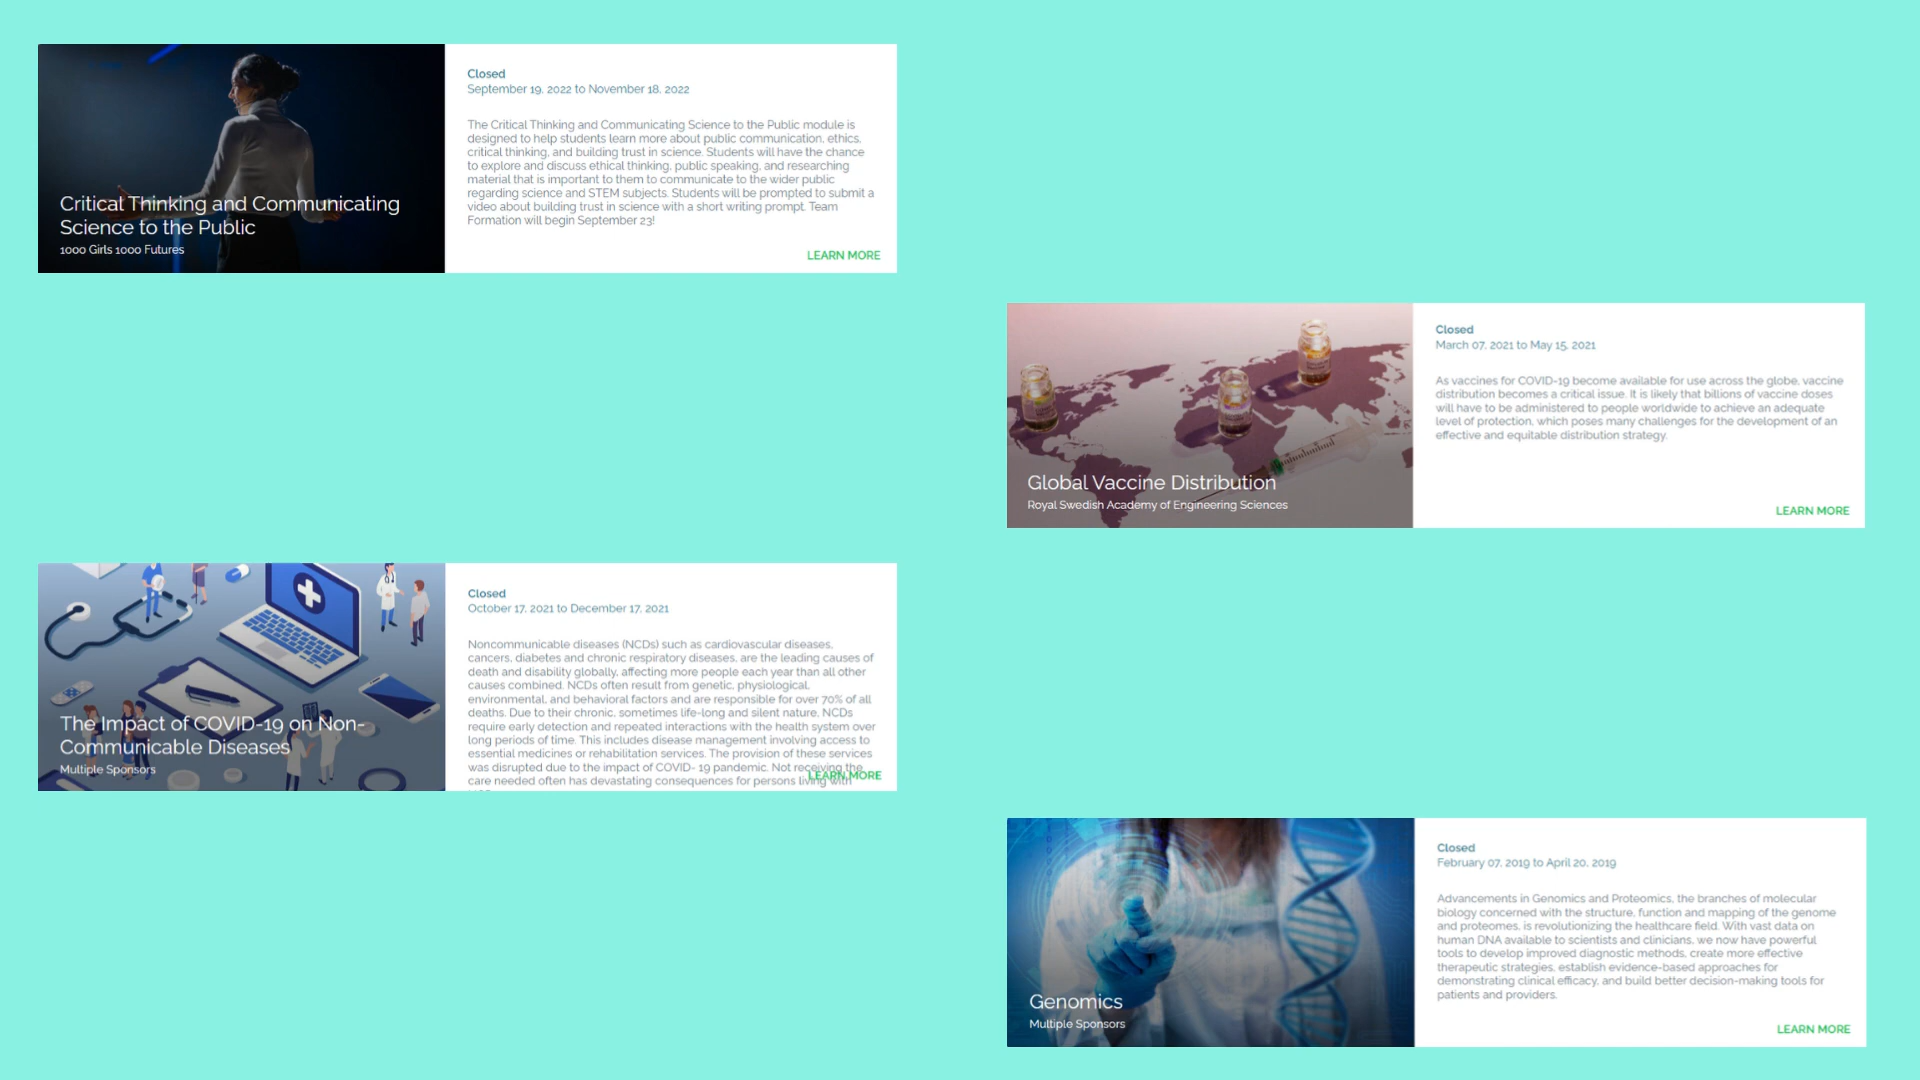 Critical Thinking and Communicating
Science to the Public
1000 Girls 1000 Futures
Closed
September 19, 2022 to November 18, 2022
The Critical Thinking and Communicating Science to the Public module is
designed to help students learn more about public communication, ethics,
critical thinking, and building trust in science. Students will have the chance
to explore and discuss ethical thinking, public speaking, and researching
material that is important to them to communicate to the wider public
regarding science and STEM subjects. Students will be prompted to submit a
video about building trust in science with a short writing prompt. Team
Formation will begin September 23!
LEARN MORE
Global Vaccine Distribution
Royal Swedish Academy of Engineering Sciences
Closed
March 07, 2021 to May 15, 2021
As vaccines for COVID-19 become available for use across the globe, vaccine
distribution becomes a critical issue. It is likely that billions of vaccine doses
will have to be administered to people worldwide to achieve an adequate
level of protection, which poses many challenges for the development of an
effective and equitable distribution strategy.
LEARN MORE
The Impact of COVID-19 on Non-
Communicable Diseases
Multiple Sponsors
Closed
October 17, 2021 to December 17, 2021
Noncommunicable diseases (NCDs) such as cardiovascular diseases,
cancers, diabetes and chronic respiratory diseases, are the leading causes of
death and disability globally, affecting more people each year than all other
causes combined. NCDs often result from genetic, physiological,
environmental, and behavioral factors and are responsible for over 70% of all
deaths. Due to their chronic, sometimes life-long and silent nature, NCDs
require early detection and repeated interactions with the health system over
long periods of time. This includes disease management involving access to
essential medicines or rehabilitation services. The provision of these services
was disrupted due to the impact of COVID- 19 pandemic. Not receiving the
care needed often has devastating consequences for persons living with
LEARN MORE
Genomics
Multiple Sponsors
Closed
February 07, 2019 to April 20, 2019
Advancements in Genomics and Proteomics, the branches of molecular
biology concerned with the structure, function and mapping of the genome
and proteomes, is revolutionizing the healthcare field. With vast data on
human DNA available to scientists and clinicians, we now have powerful
tools to develop improved diagnostic methods, create more effective
therapeutic strategies, establish evidence-based approaches for
demonstrating clinical efficacy, and build better decision-making tools for
patients and providers.
LEARN MORE